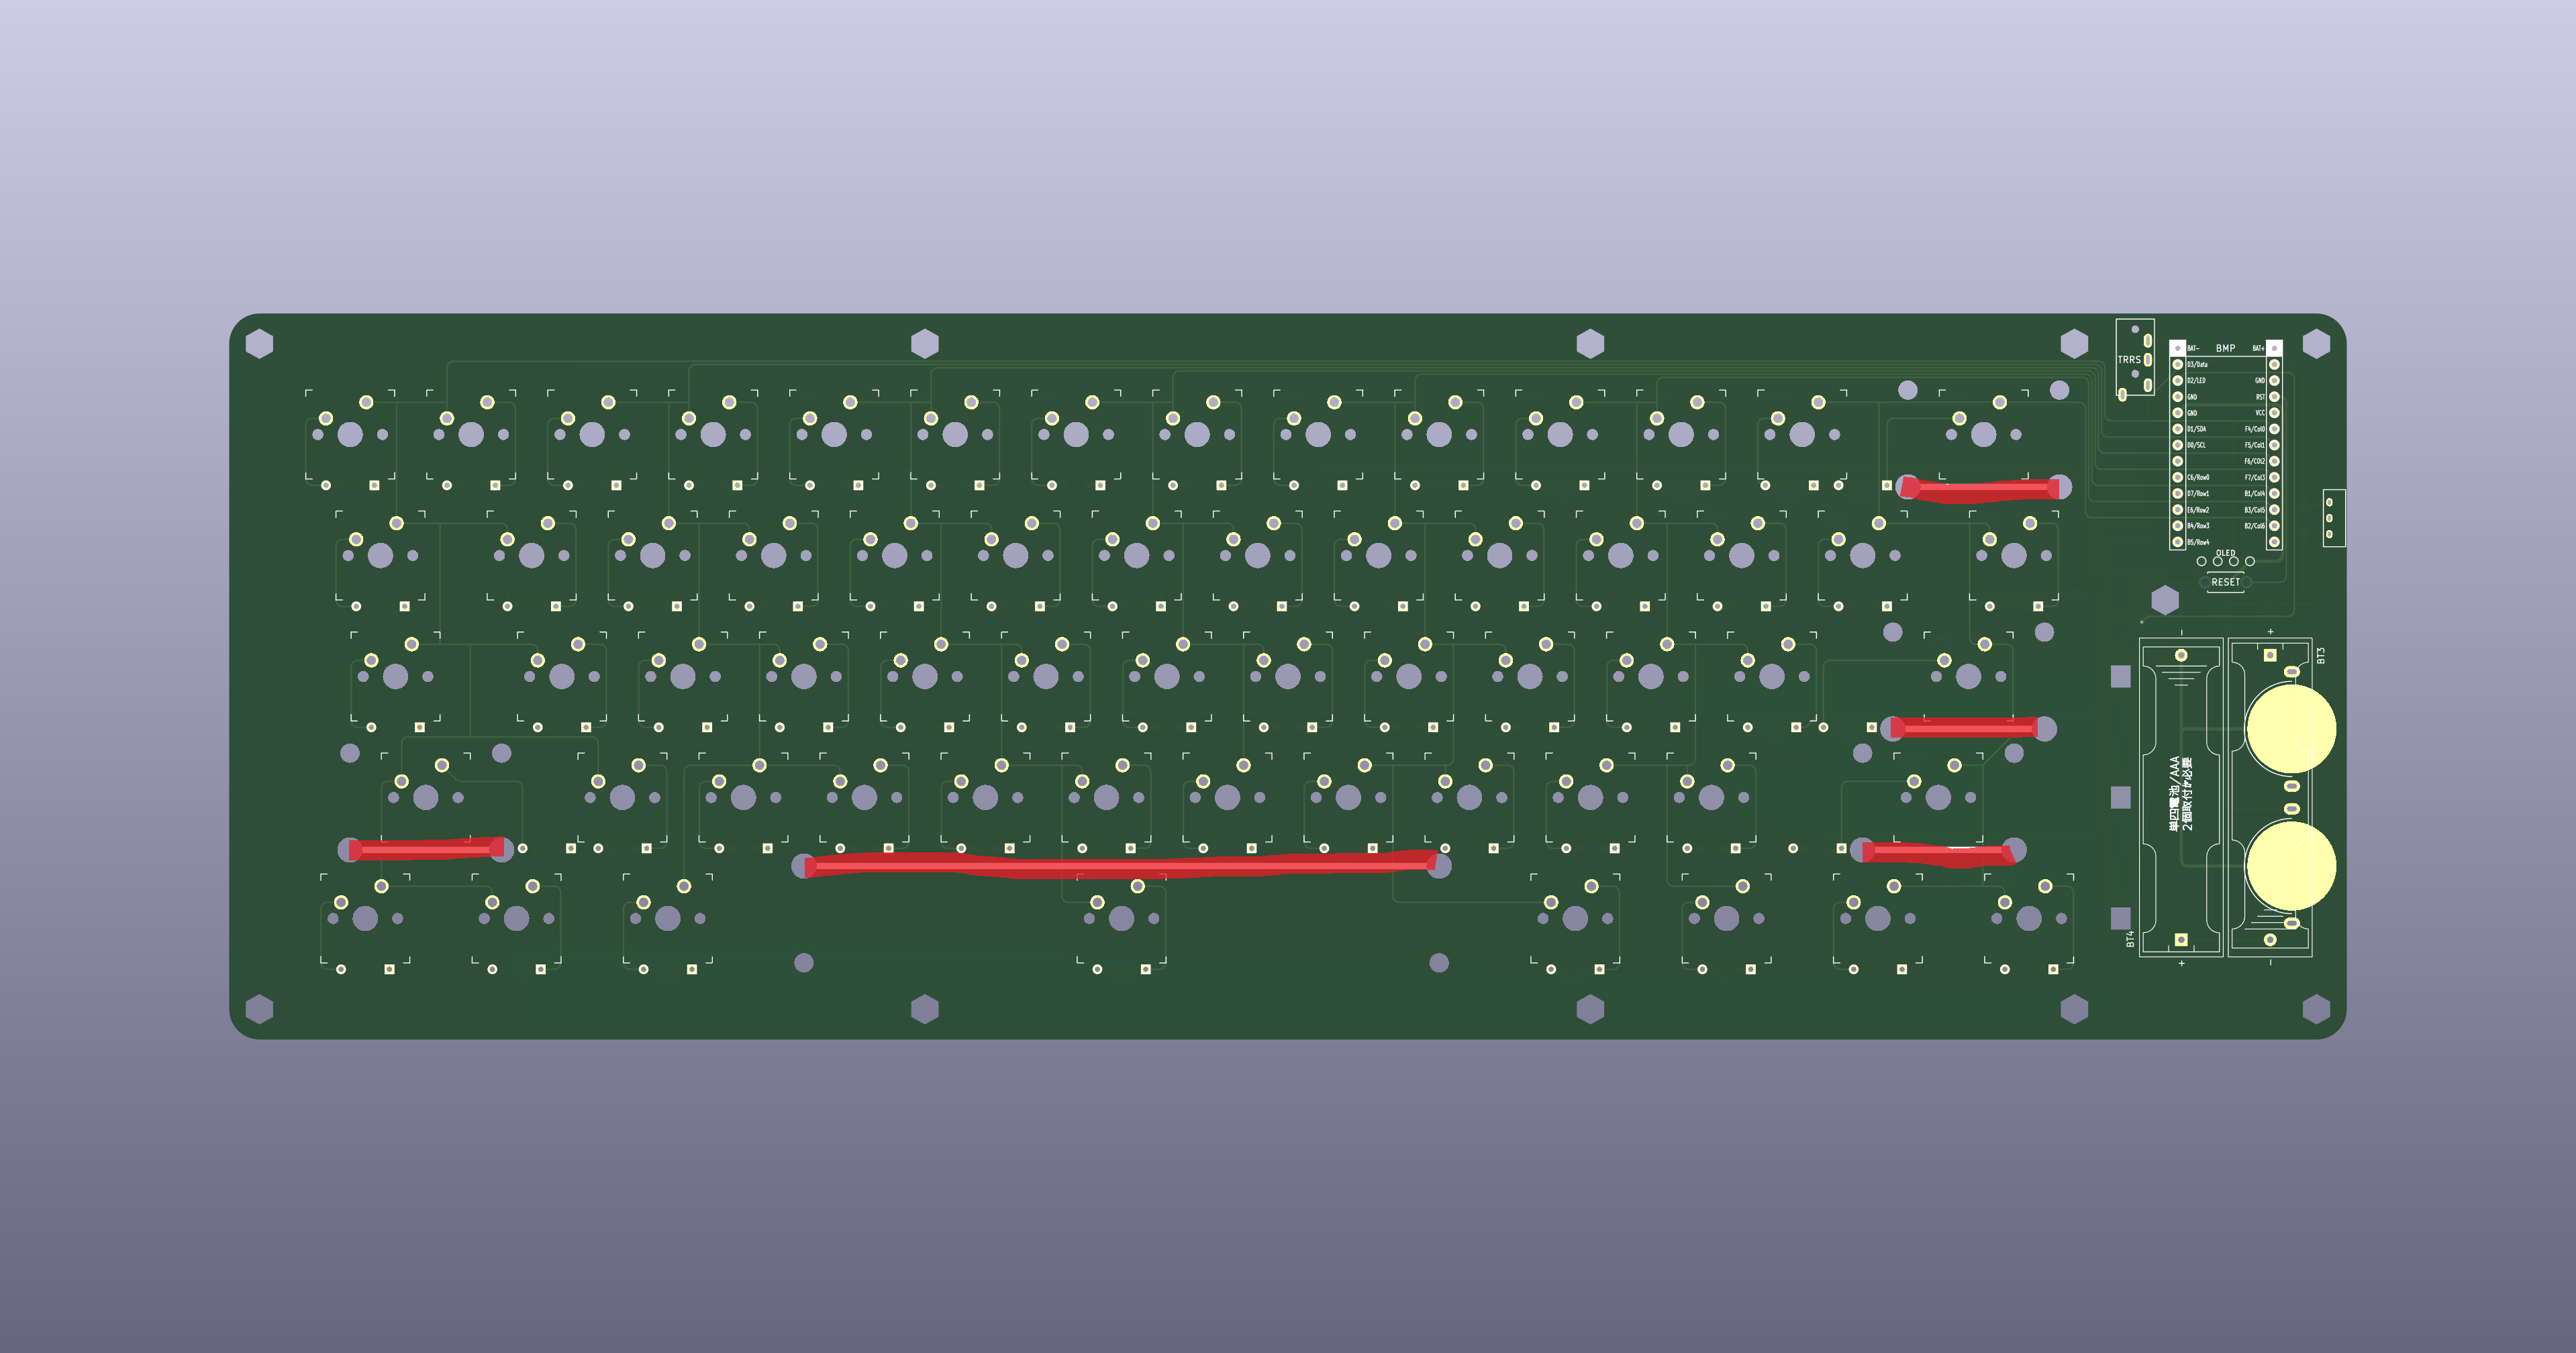 BAT- BMP BAT+
TRRS
D3/Data
D2/LED GND
GND RST
GND VCC
D1/SDA F4/Col0
D0/SCL F5/Col1
F6/COl2
C6/Row0 F7/Col3
D7/Row1 B1/Col4
E6/Row2 B3/Col5
B4/Row3 B2/Col6
B5/Row4
OLED
RESET
- +
BT3
単四電池/AAA
2個取付が必要
BT4
+ -